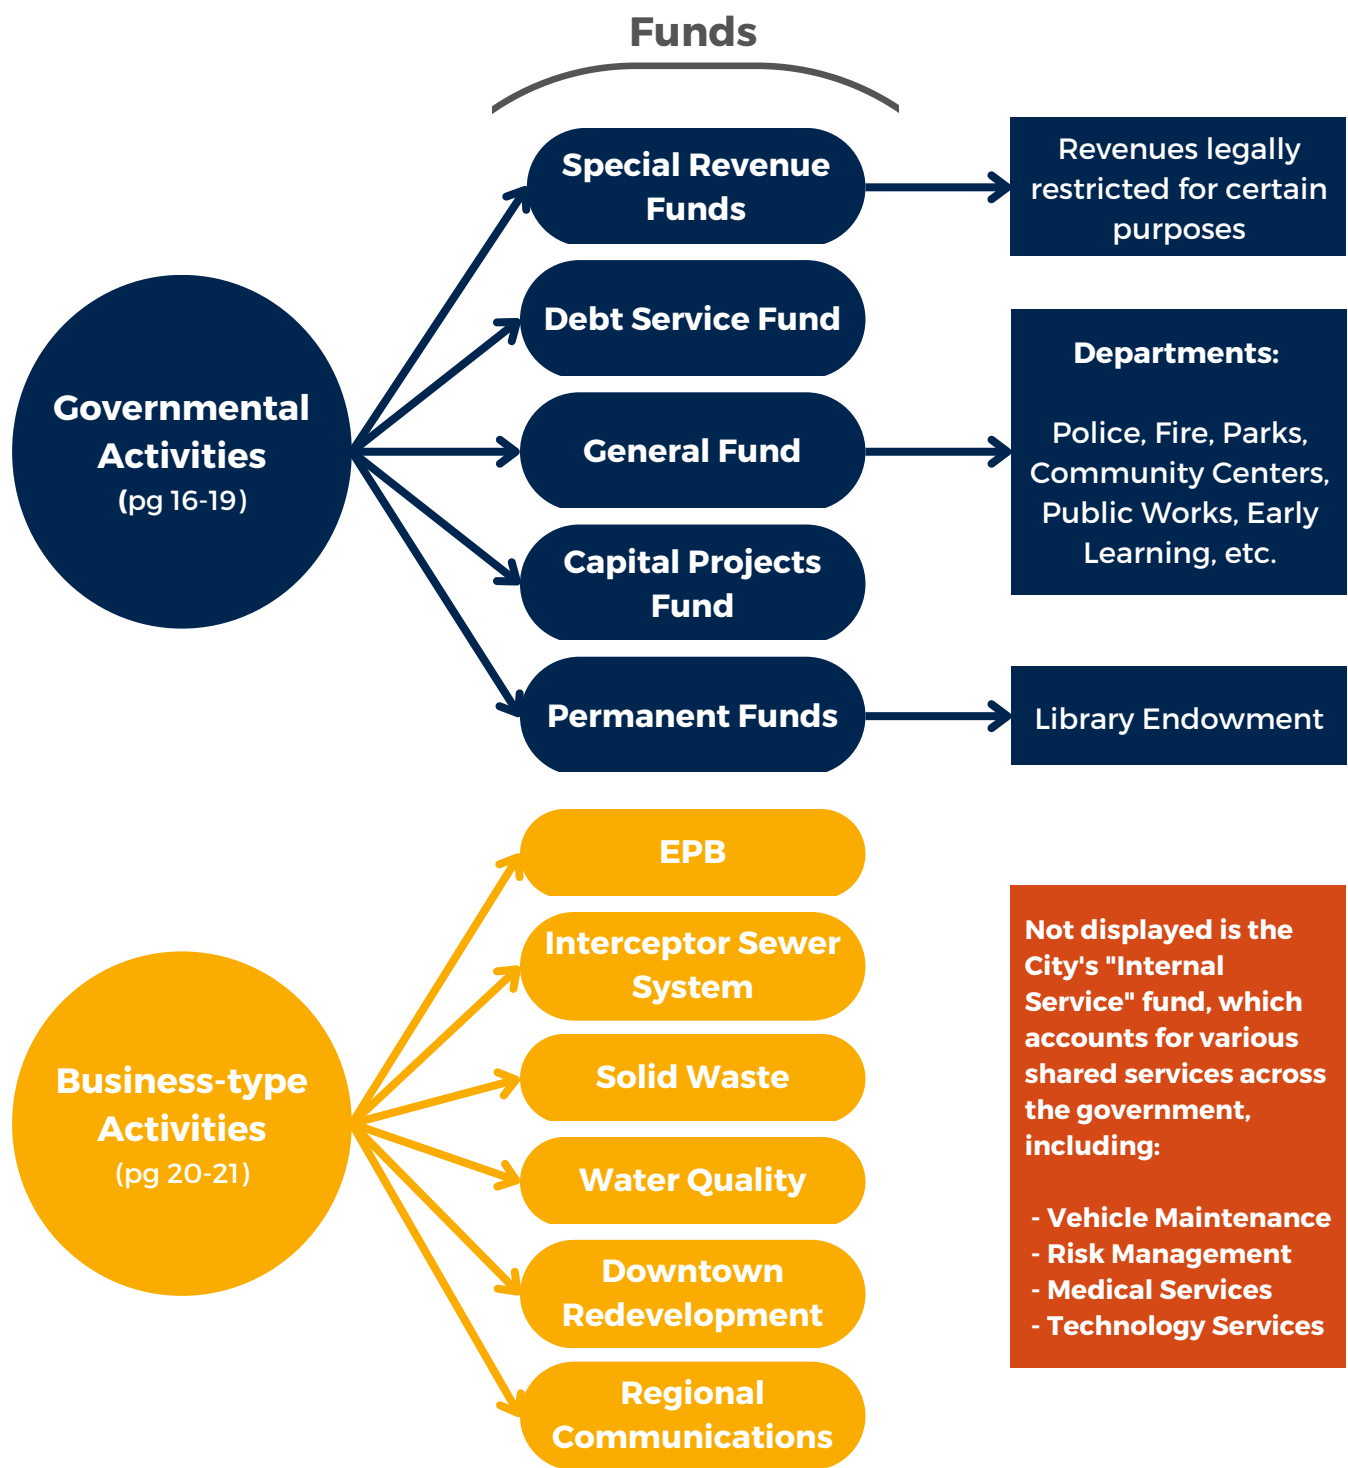 Funds
Special Revenue
Funds
Revenues legally
restricted for certain
purposes
Debt Service Fund
Governmental
Activities
(pg 16-19)
General Fund
Departments:
Police, Fire, Parks,
Community Centers,
Public Works, Early
Learning, etc.
Capital Projects
Fund
Permanent Funds
Library Endowment
EPB
Interceptor Sewer
System
Business-type
Activities
(pg 20-21)
Solid Waste
Water Quality
Downtown
Redevelopment
Regional
Communications
Not displayed is the
City's "Internal
Service" fund, which
accounts for various
shared services across
the government,
including:
- Vehicle Maintenance
- Risk Management
- Medical Services
- Technology Services